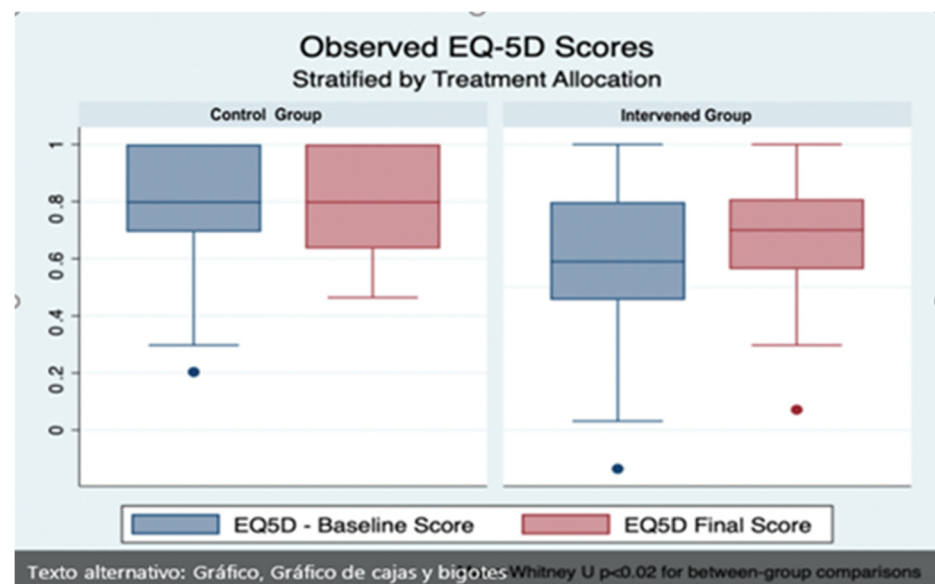 Observed EQ-5D Scores
Stratified by Treatment Allocation
Control Group
Intervened Group
1
0.8
0.6
0.4
0.2
0
EQ5D - Baseline Score
EQ5D Final Score
Texto alternativo: Gráfico, Gráfico de cajas y bigotes
Whitney U p<0.02 for between-group comparisons